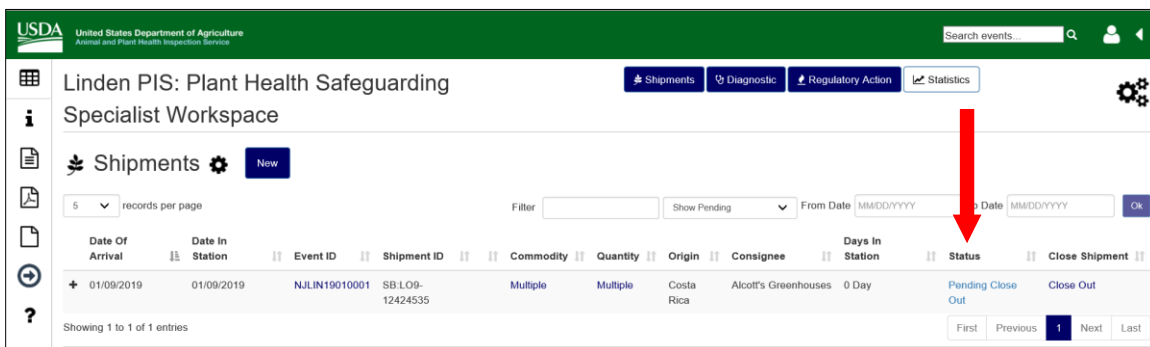 USDA
United States Department of Agriculture
Animal and Plant Health Inspection Service
Search events...
Linden PIS: Plant Health Safeguarding
Specialist Workspace
Shipments Diagnostic Regulatory Action Statistics
Shipments New
5 records per page Filter Show Pending From Date MM/DD/YYYY Date MM/DD/YYYY Ok
Date Of Arrival Date In Station Event ID Shipment ID Commodity Quantity Origin Consignee Days In Station Status Close Shipment
01/09/2019 01/09/2019 NJLIN19010001 SB:LO9- Multiple Multiple Costa Alcott's Greenhouses 0 Day Pending Close Close Out
12424535 Rica Out
Showing 1 to 1 of 1 entries First Previous 1 Next Last
i
?